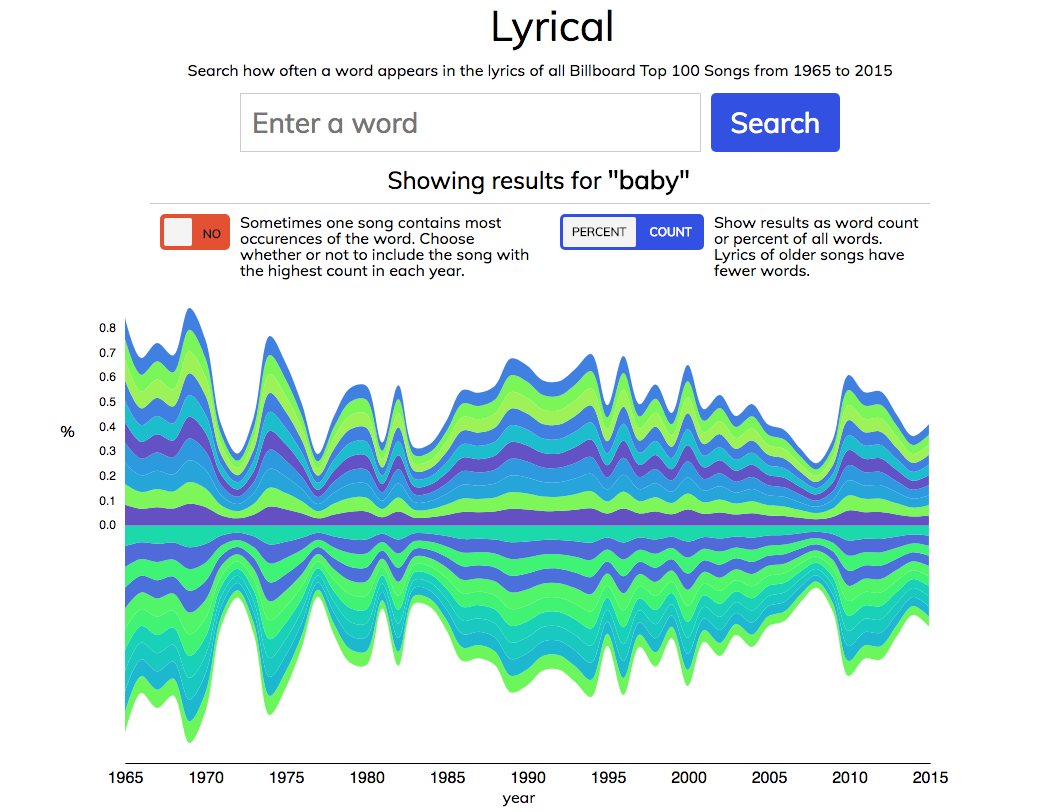 Lyrical
Search how often a word appears in the lyrics of all Billboard Top 100 Songs from 1965 to 2015
Enter a word
Search
Showing results for "baby"
NO
Sometimes one song contains most
occurences of the word. Choose
whether or not to include the song with
the highest count in each year.
PERCENT COUNT
Show results as word count
or percent of all words.
Lyrics of older songs have
fewer words.
0.8
0.7
0.6
0.5
0.4
%
0.3
0.2
0.1
0.0
1965 1970 1975 1980 1985 1990 1995 2000 2005 2010 2015
year